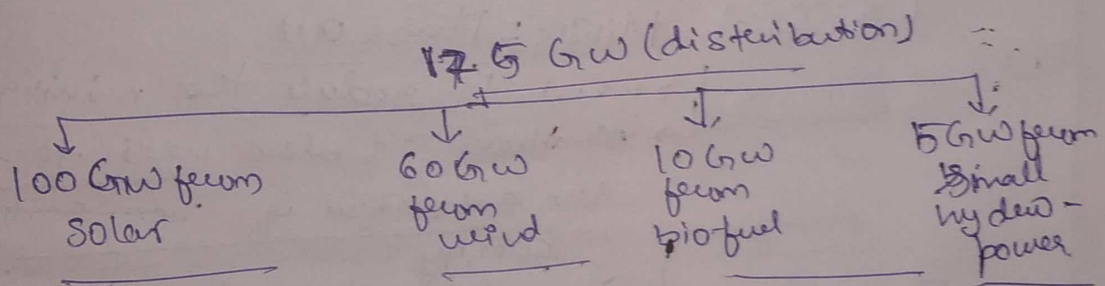 175 GW (distribution)
100 GW from
solar
60 GW
from
wind
10 GW
from
biofuel
5 GW from
small
hydro-
power